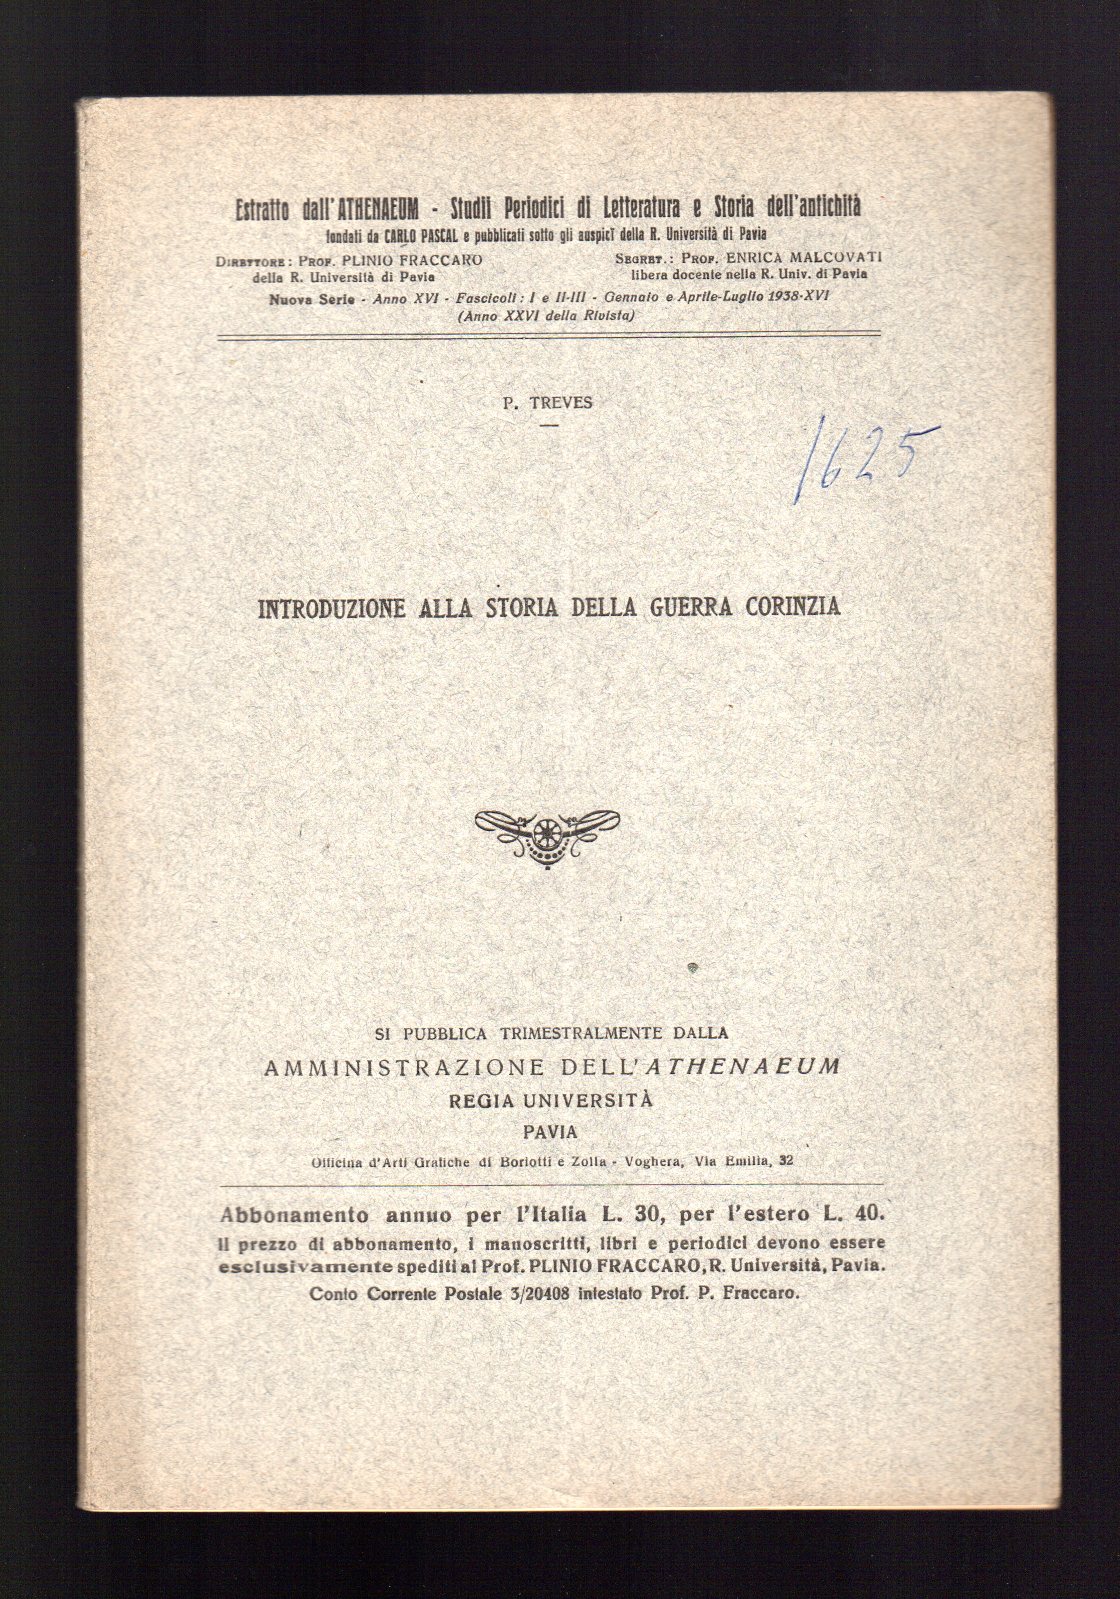 Estratto dall'ATHENAEUM - Studii Periodici di Letteratura e Storia dell'antichità
fondati da CARLO PASCAL e pubblicati sotto gli auspicî della R. Università di Pavia
DIRETTORE: PROF. PLINIO FRACCARO
della R. Università di Pavia
SEGRET.: PROF. ENRICA MALCOVATI
libera docente nella R. Univ. di Pavia
Nuova Serie - Anno XVI - Fascicoli: I e II-III - Gennaio e Aprile-Luglio 1938-XVI
(Anno XXVI della Rivista)
P. TREVES
1625
INTRODUZIONE ALLA STORIA DELLA GUERRA CORINZIA
SI PUBBLICA TRIMESTRALMENTE DALLA
AMMINISTRAZIONE DELL'ATHENAEUM
REGIA UNIVERSITÀ
PAVIA
Officina d'Arti Grafiche di Boriotti e Zolla - Voghera, Via Emilia, 32
Abbonamento annuo per l'Italia L. 30, per l'estero L. 40.
Il prezzo di abbonamento, i manoscritti, libri e periodici devono essere
esclusivamente spediti al Prof. PLINIO FRACCARO, R. Università, Pavia.
Conto Corrente Postale 3/20408 intestato Prof. P. Fraccaro.